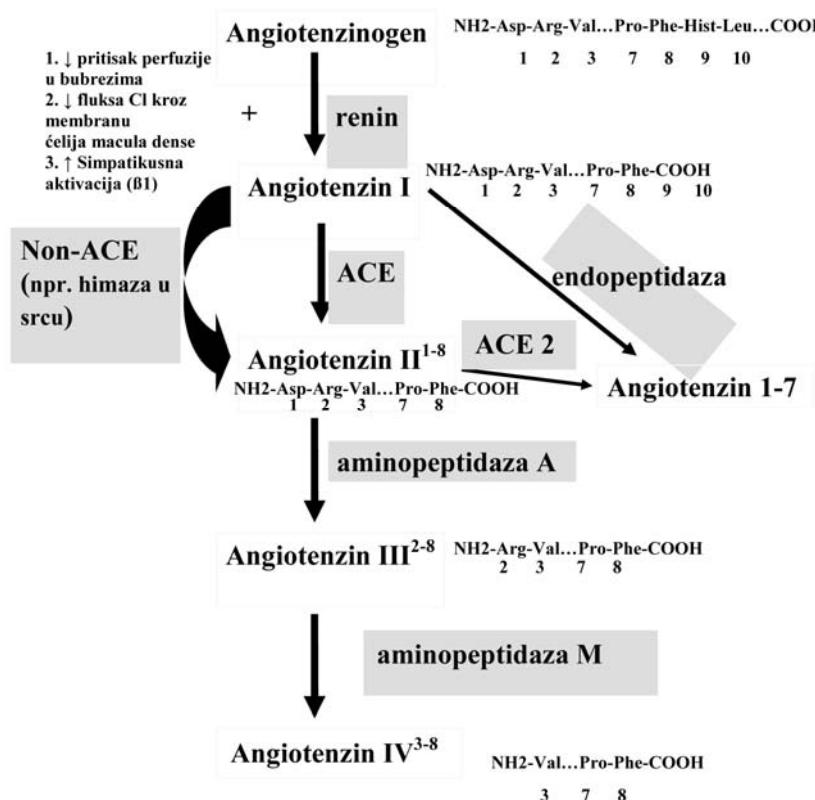 Angiotenzinogen
NH2-Asp-Arg-Val...Pro-Phe-Hist-Leu...COOH
1 2 3 7 8 9 10
1. ↓ pritisak perfuzije
u bubrezima
2. ↓ fluksa Cl kroz
membranu
ćelija macula dense
3. ↑ Simpatikusna
aktivacija (ß1)
+
renin
Angiotenzin I
NH2-Asp-Arg-Val...Pro-Phe-COOH
1 2 3 7 8 9 10
Non-ACE
(npr. himaza u
srcu)
ACE
endopeptidaza
Angiotenzin II1-8
NH2-Asp-Arg-Val...Pro-Phe-COOH
1 2 3 7 8
ACE 2
Angiotenzin 1-7
aminopeptidaza A
Angiotenzin III2-8
NH2-Arg-Val...Pro-Phe-COOH
2 3 7 8
aminopeptidaza M
Angiotenzin IV3-8
NH2-Val...Pro-Phe-COOH
3 7 8